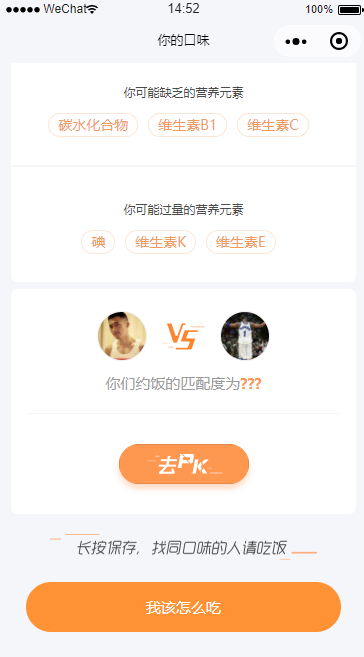 WeChat 14:52 100%
你的口味
你可能缺乏的营养元素
碳水化合物 维生素B1 维生素C
你可能过量的营养元素
碘 维生素K 维生素E
VS
你们约饭的匹配度为???
去PK
长按保存，找同口味的人请吃饭
我该怎么吃